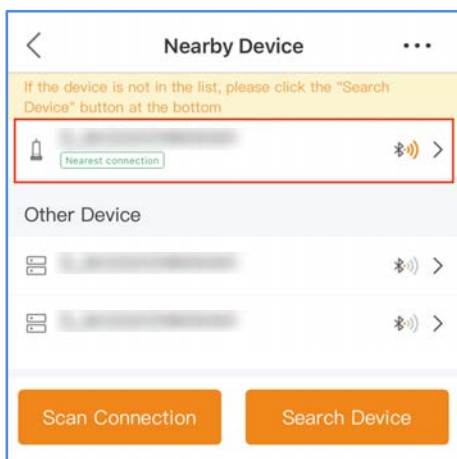 Nearby Device
If the device is not in the list, please click the "Search
Device" button at the bottom
Nearest connection
Other Device
Scan Connection
Search Device